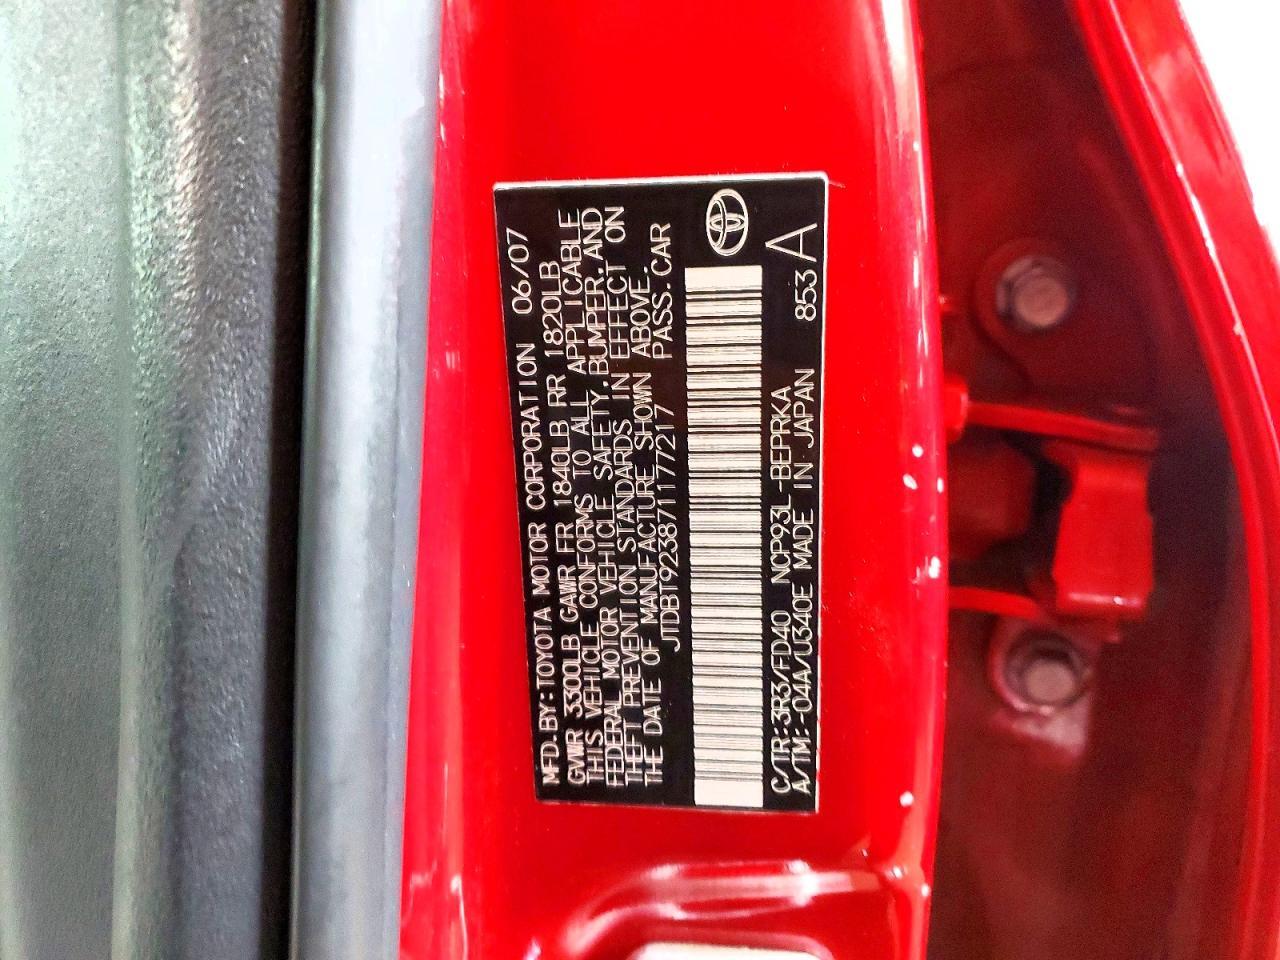 MFD.BY:TOYOTA MOTOR CORPORATION 06/07
GVWR 3300LB GAWR FR 1840LB RR 1820LB
THIS VEHICLE CONFORMS TO ALL APPLICABLE
FEDERAL MOTOR VEHICLE SAFETY,BUMPER,AND
THEFT PREVENTION STANDARDS IN EFFECT ON
THE DATE OF MANUFACTURE SHOWN ABOVE.
JTDBT923871177217 PASS.CAR
C/TR:3R3/FD40 NCP93L-BEPRKA 853
A/TM:-04A/U340E MADE IN JAPAN A